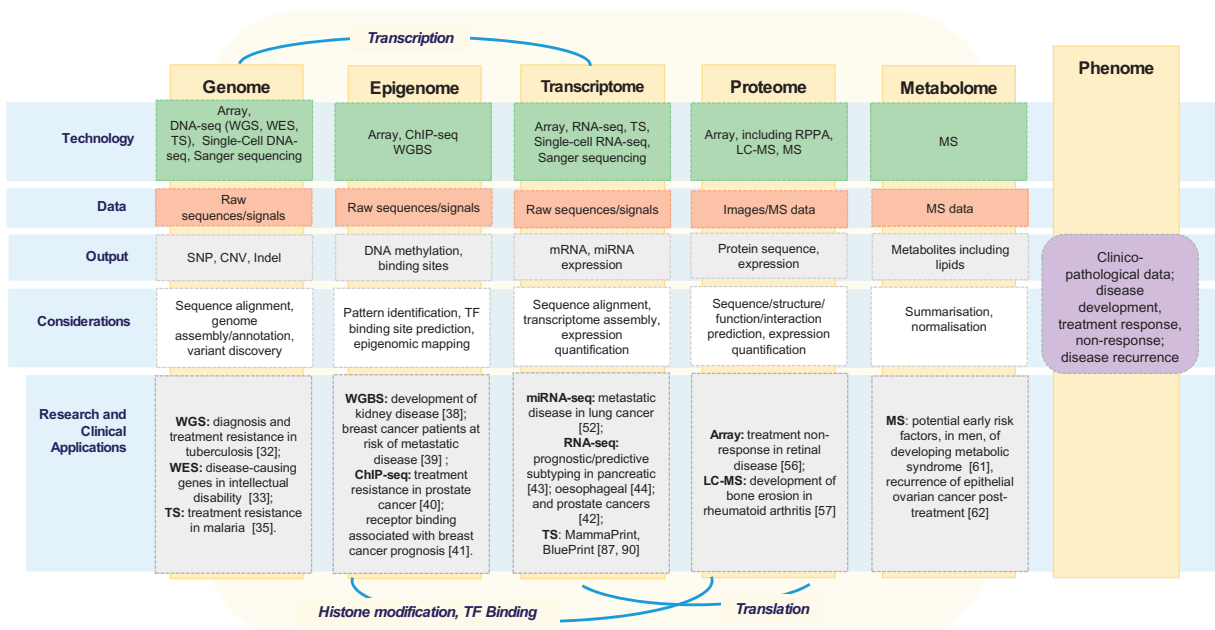 Transcription
Genome
Epigenome
Transcriptome
Proteome
Metabolome
Phenome
Technology
Array,
DNA-seq (WGS, WES,
TS), Single-Cell DNA-
seq, Sanger sequencing
Array, ChIP-seq
WGBS
Array, RNA-seq, TS,
Single-cell RNA-seq,
Sanger sequencing
Array, including RPPA,
LC-MS, MS
MS
Data
Raw
sequences/signals
Raw sequences/signals
Raw sequences/signals
Images/MS data
MS data
Output
SNP, CNV, Indel
DNA methylation,
binding sites
mRNA, miRNA
expression
Protein sequence,
expression
Metabolites including
lipids
Clinico-
pathological data;
disease
development,
treatment response,
non-response;
disease recurrence
Considerations
Sequence alignment,
genome
assembly/annotation,
variant discovery
Pattern identification, TF
binding site prediction,
epigenomic mapping
Sequence alignment,
transcriptome assembly,
expression
quantification
Sequence/structure/
function/interaction
prediction, expression
quantification
Summarisation,
normalisation
Research and
Clinical
Applications
WGS: diagnosis and
treatment resistance in
tuberculosis [32];
WES: disease-causing
genes in intellectual
disability [33];
TS: treatment resistance
in malaria [35].
WGBS: development of
kidney disease [38];
breast cancer patients at
risk of metastatic
disease [39] ;
ChIP-seq: treatment
resistance in prostate
cancer [40];
receptor binding
associated with breast
cancer prognosis [41].
miRNA-seq: metastatic
disease in lung cancer
[52];
RNA-seq:
prognostic/predictive
subtyping in pancreatic
[43]; oesophageal [44];
and prostate cancers
[42];
TS: MammaPrint,
BluePrint [87, 90]
Array: treatment non-
response in retinal
disease [56];
LC-MS: development of
bone erosion in
rheumatoid arthritis [57]
MS: potential early risk
factors, in men, of
developing metabolic
syndrome [61],
recurrence of epithelial
ovarian cancer post-
treatment [62]
Histone modification, TF Binding
Translation